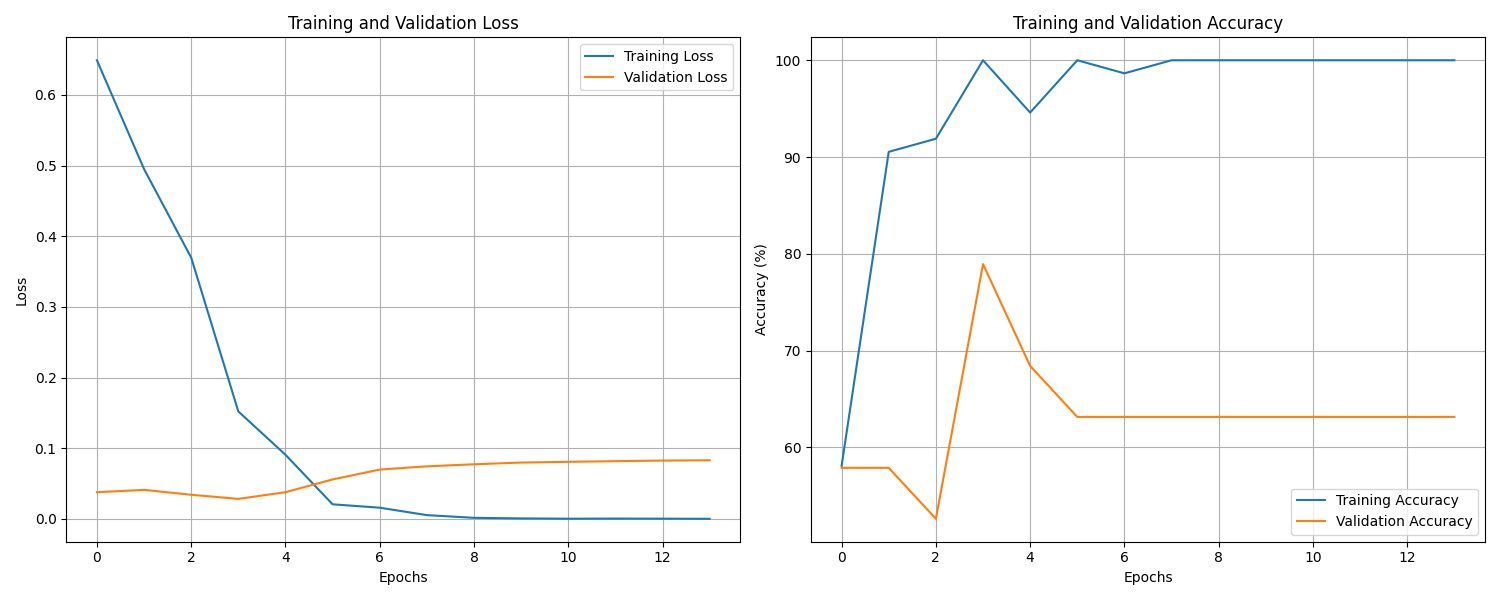 Training and Validation Loss
Training Loss
Validation Loss
0.6
0.5
0.4
0.3
0.2
0.1
0.0
Loss
0 2 4 6 8 10 12
Epochs
Training and Validation Accuracy
100
90
80
70
60
Accuracy (%)
Training Accuracy
Validation Accuracy
0 2 4 6 8 10 12
Epochs